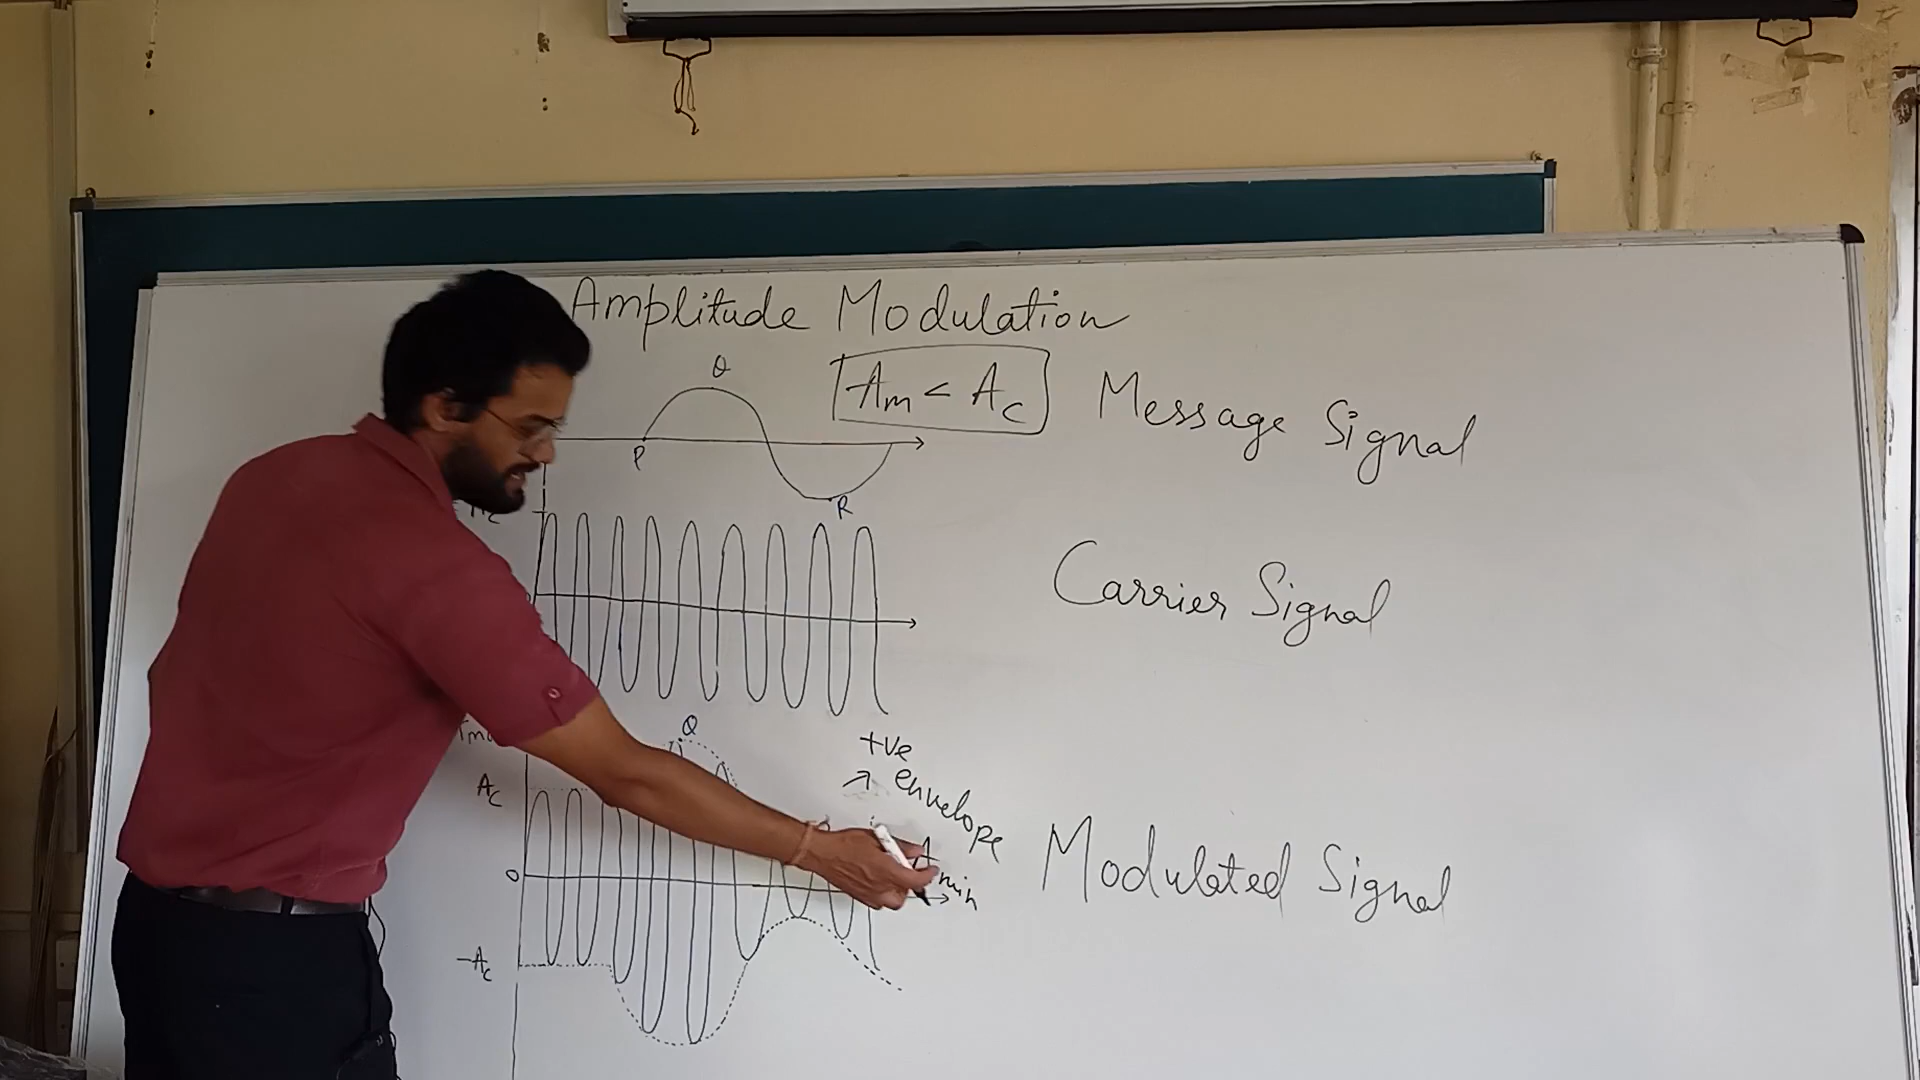 Amplitude Modulation
Q
Am < Ac
Message Signal
P
R
Carrier Signal
Q
+ve
envelope
Ac
Amin
Modulated Signal
0
-Ac